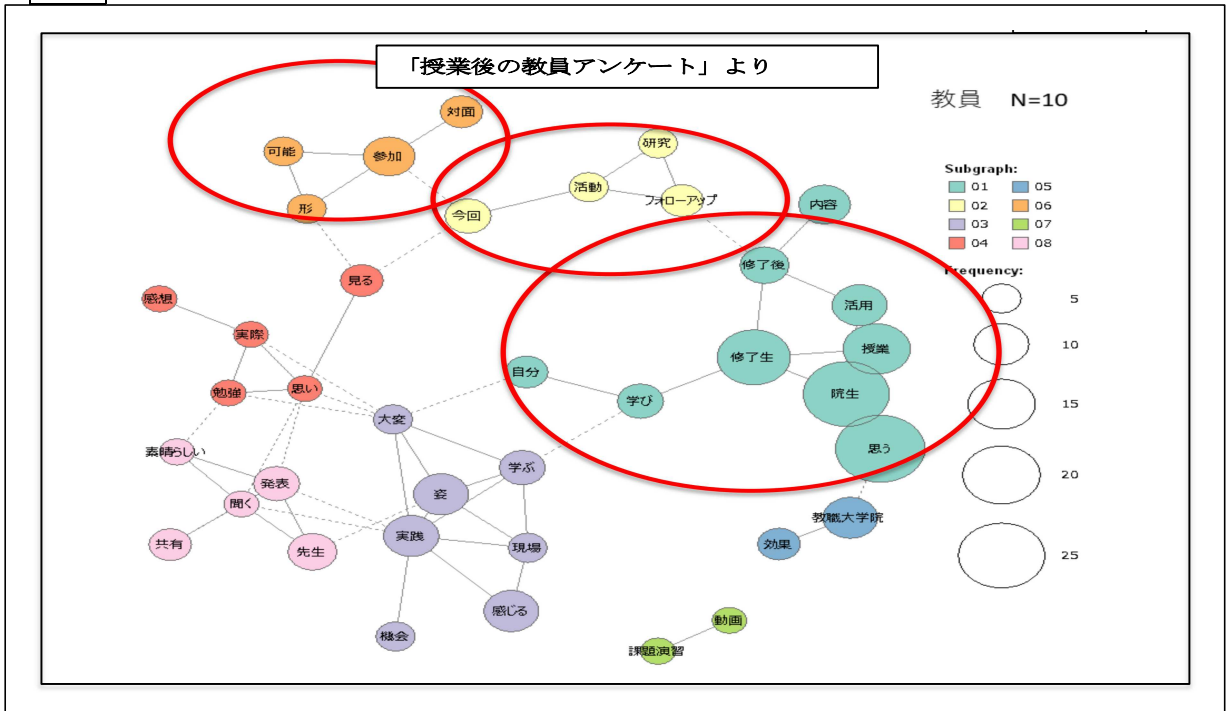 「授業後の教員アンケート」より
教員 N=10
対面
可能
参加
形
研究
活動
フォローアップ
今回
内容
Subgraph:
01 05
02 06
03 07
04 08
Frequency:
5
10
15
20
25
修了後
活用
見る
感想
実際
修了生
授業
勉強
思い
自分
学び
院生
大変
素晴らしい
思う
学ぶ
発表
姿
聞く
教職大学院
共有
先生
実践
現場
効果
感じる
機会
動画
課題演習